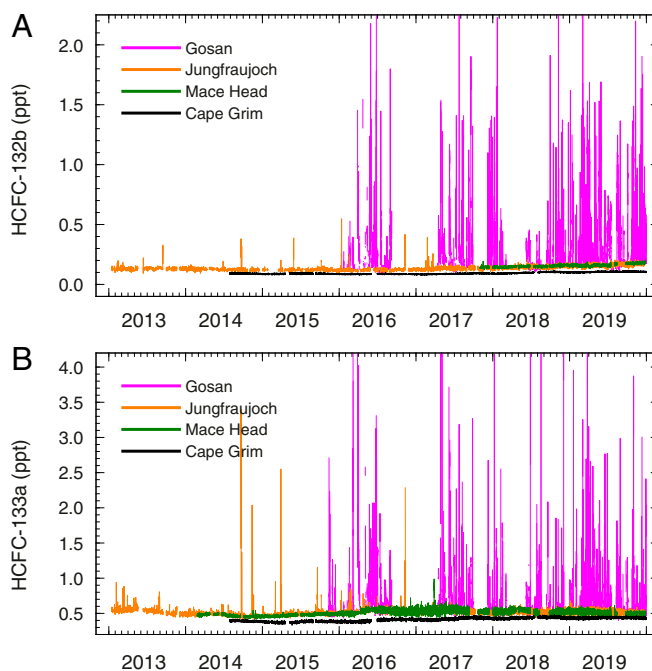 A
HCFC-132b (ppt)
2.0
1.5
1.0
0.5
0.0
Gosan
Jungfraujoch
Mace Head
Cape Grim
2013 2014 2015 2016 2017 2018 2019
B
HCFC-133a (ppt)
4.0
3.5
3.0
2.5
2.0
1.5
1.0
0.5
Gosan
Jungfraujoch
Mace Head
Cape Grim
2013 2014 2015 2016 2017 2018 2019